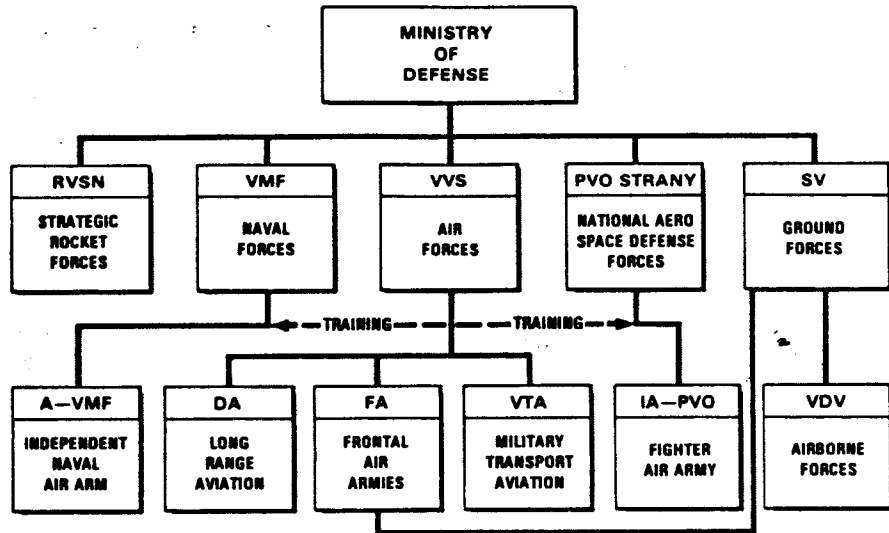 MINISTRY
OF
DEFENSE
RVSN
STRATEGIC
ROCKET
FORCES
VMF
NAVAL
FORCES
VVS
AIR
FORCES
PVO STRANY
NATIONAL AERO
SPACE DEFENSE
FORCES
SV
GROUND
FORCES
TRAINING
TRAINING
A-VMF
INDEPENDENT
NAVAL
AIR ARM
DA
LONG
RANGE
AVIATION
FA
FRONTAL
AIR
ARMIES
VTA
MILITARY
TRANSPORT
AVIATION
IA-PVO
FIGHTER
AIR ARMY
VDV
AIRBORNE
FORCES